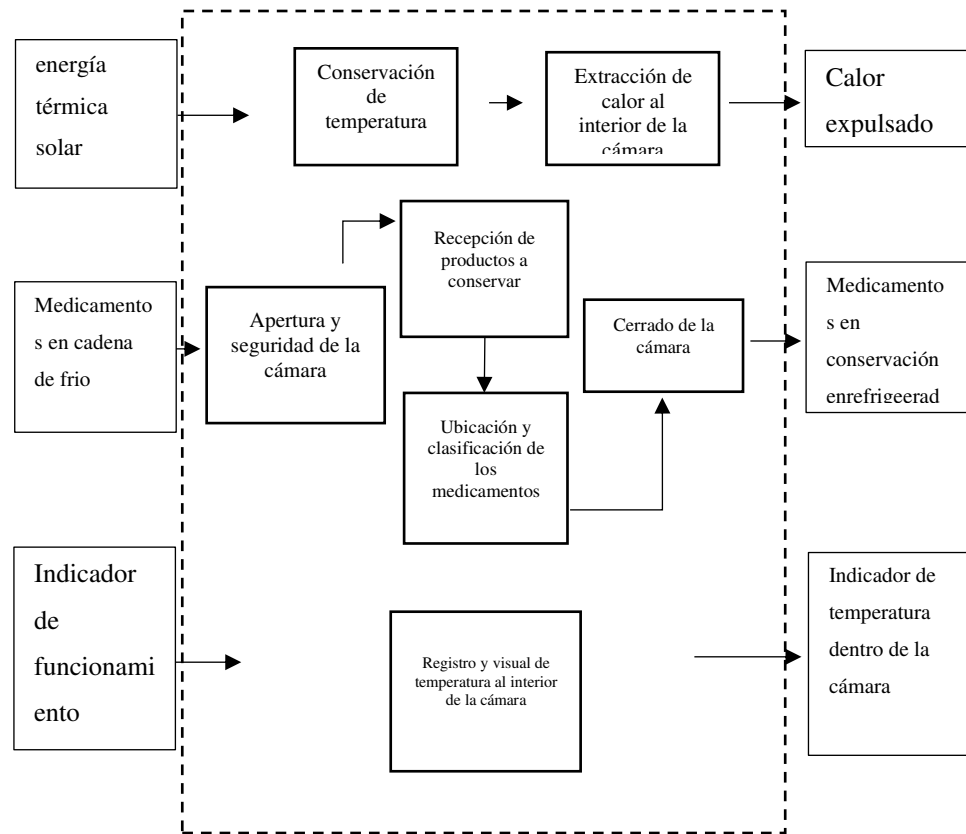 energía
térmica
solar
Conservación
de
temperatura
Extracción de
calor al
interior de la
cámara
Calor
expulsado
Medicamento
s en cadena
de frio
Apertura y
seguridad de la
cámara
Recepción de
productos a
conservar
Ubicación y
clasificación de
los
medicamentos
Cerrado de la
cámara
Medicamento
s en
conservación
enrefrigeerad
Indicador
de
funcionami
ento
Registro y visual de
temperatura al interior
de la cámara
Indicador de
temperatura
dentro de la
cámara